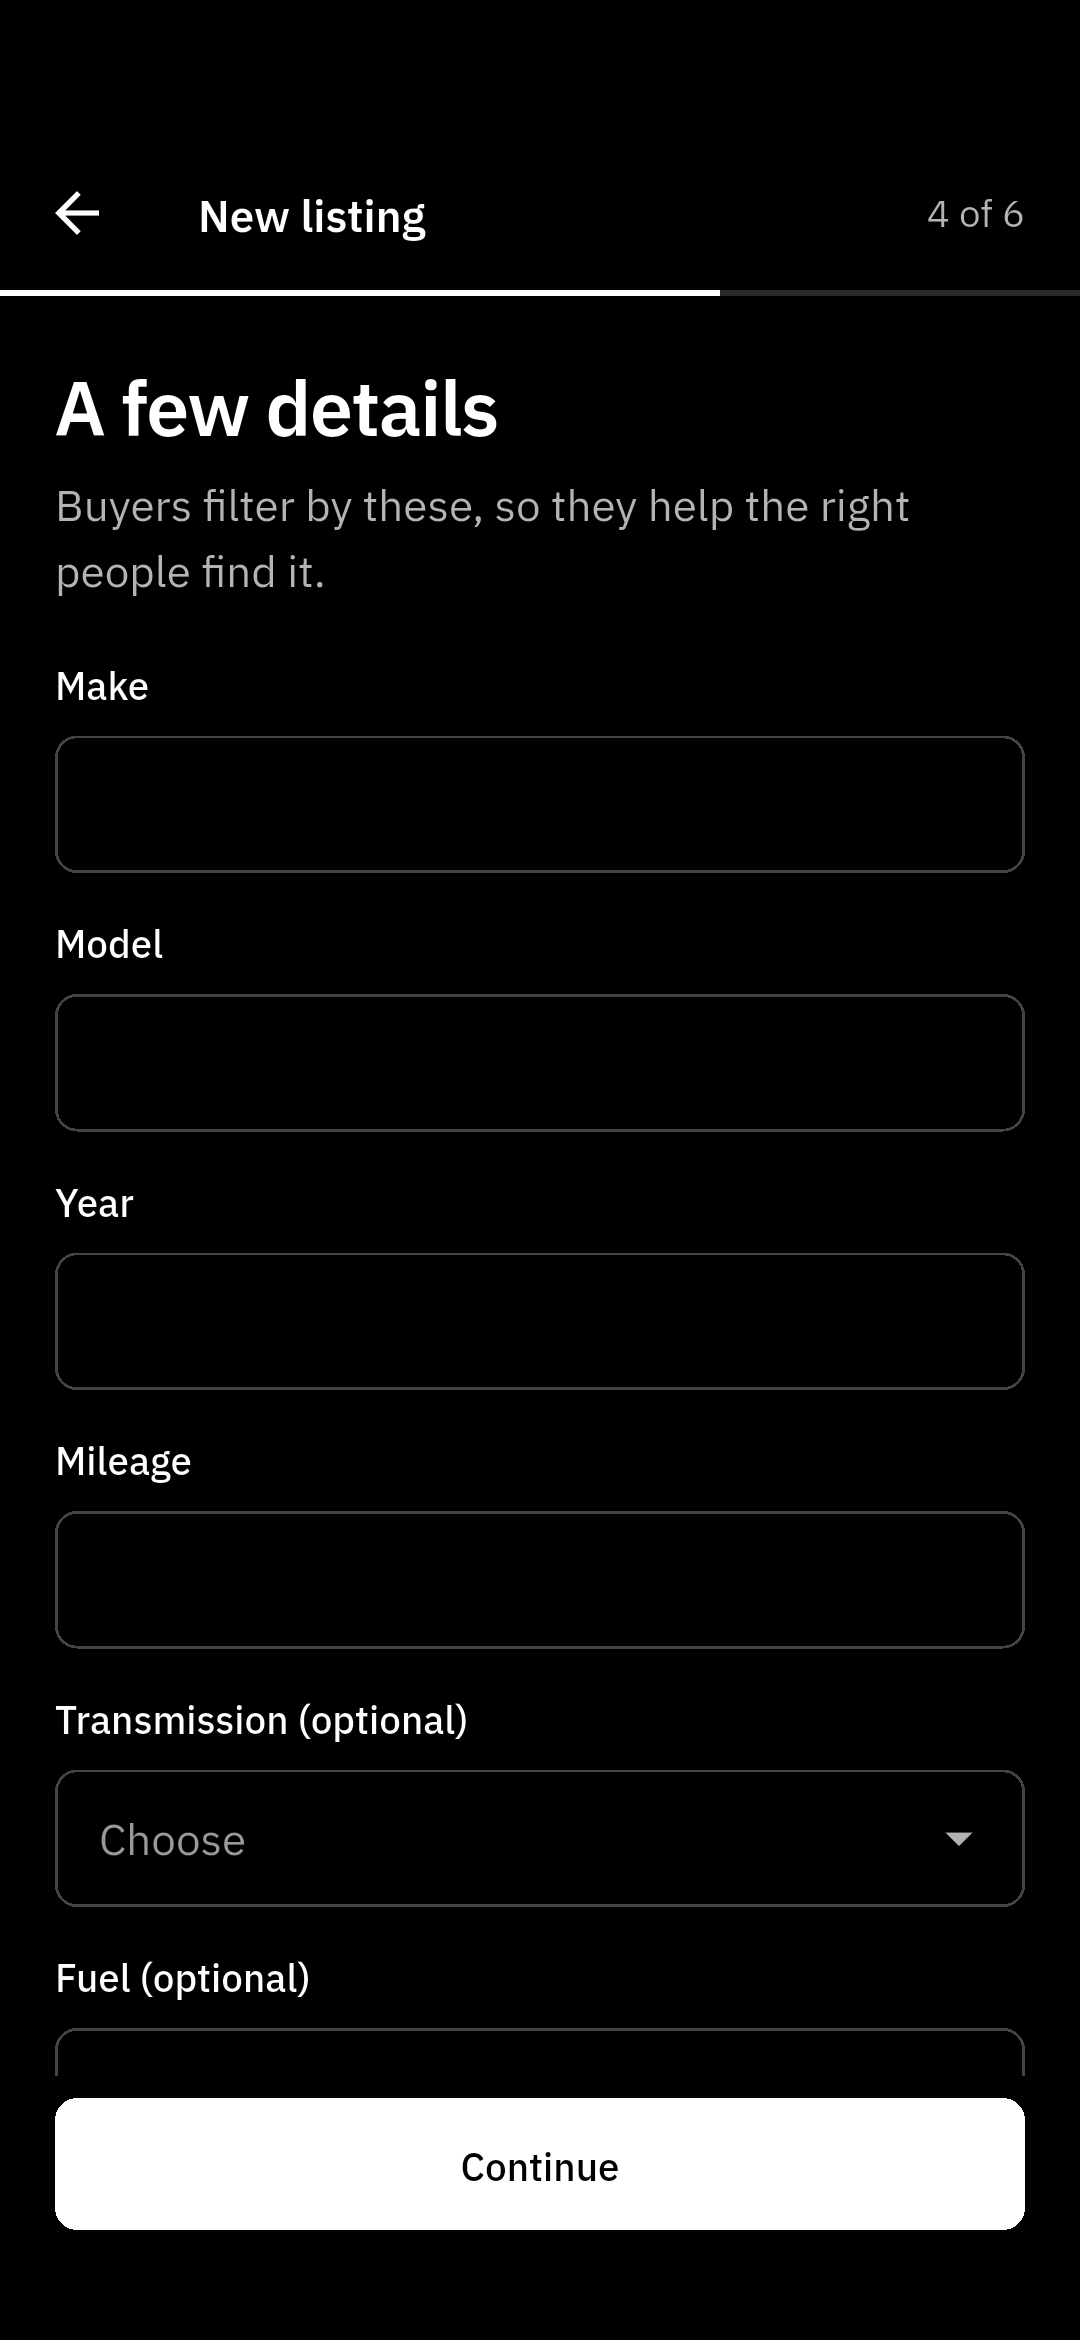 New listing
4 of 6
A few details
Buyers filter by these, so they help the right
people find it.
Make
Model
Year
Mileage
Transmission (optional)
Choose
Fuel (optional)
Continue